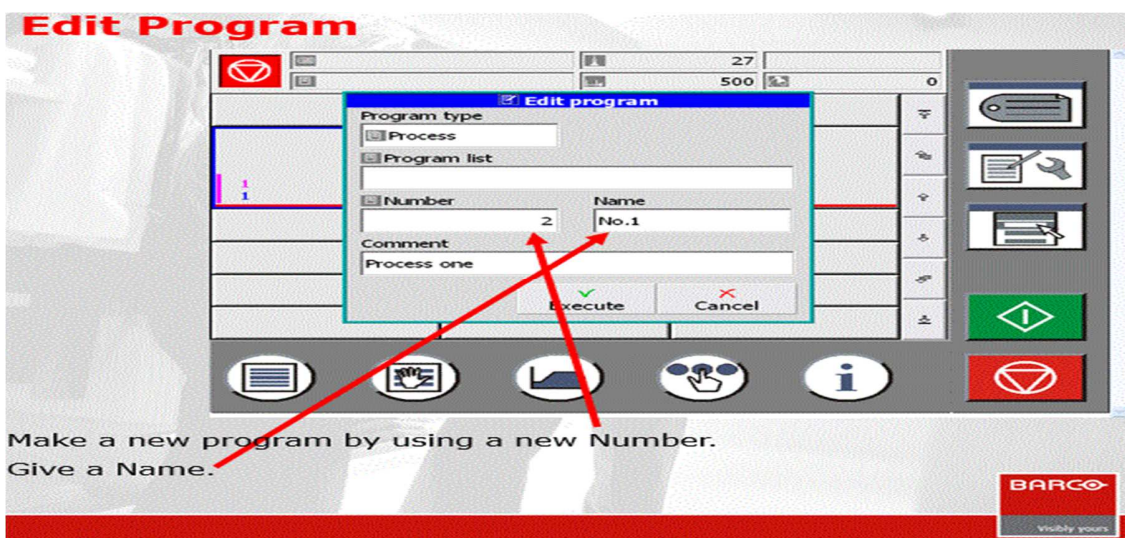 Edit Program
27
500
0
Edit program
Program type
Process
Program list
1
1
Number Name
2 No.1
Comment
Process one
Execute Cancel
i
Make a new program by using a new Number.
Give a Name.
BARCO
Visibly yours